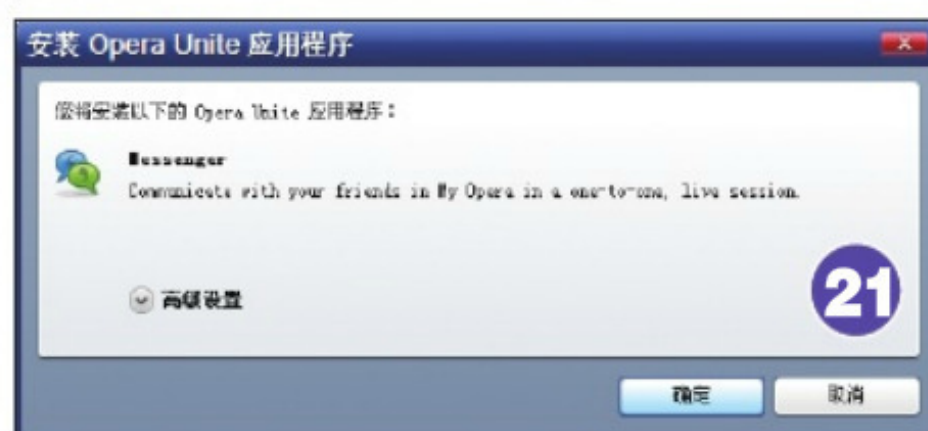 安装 Opera Unite 应用程序
您将安装以下的 Opera Unite 应用程序：
Messenger
Communicate with your friends in My Opera in a one-to-one, live session.
高级设置
21
确定
取消